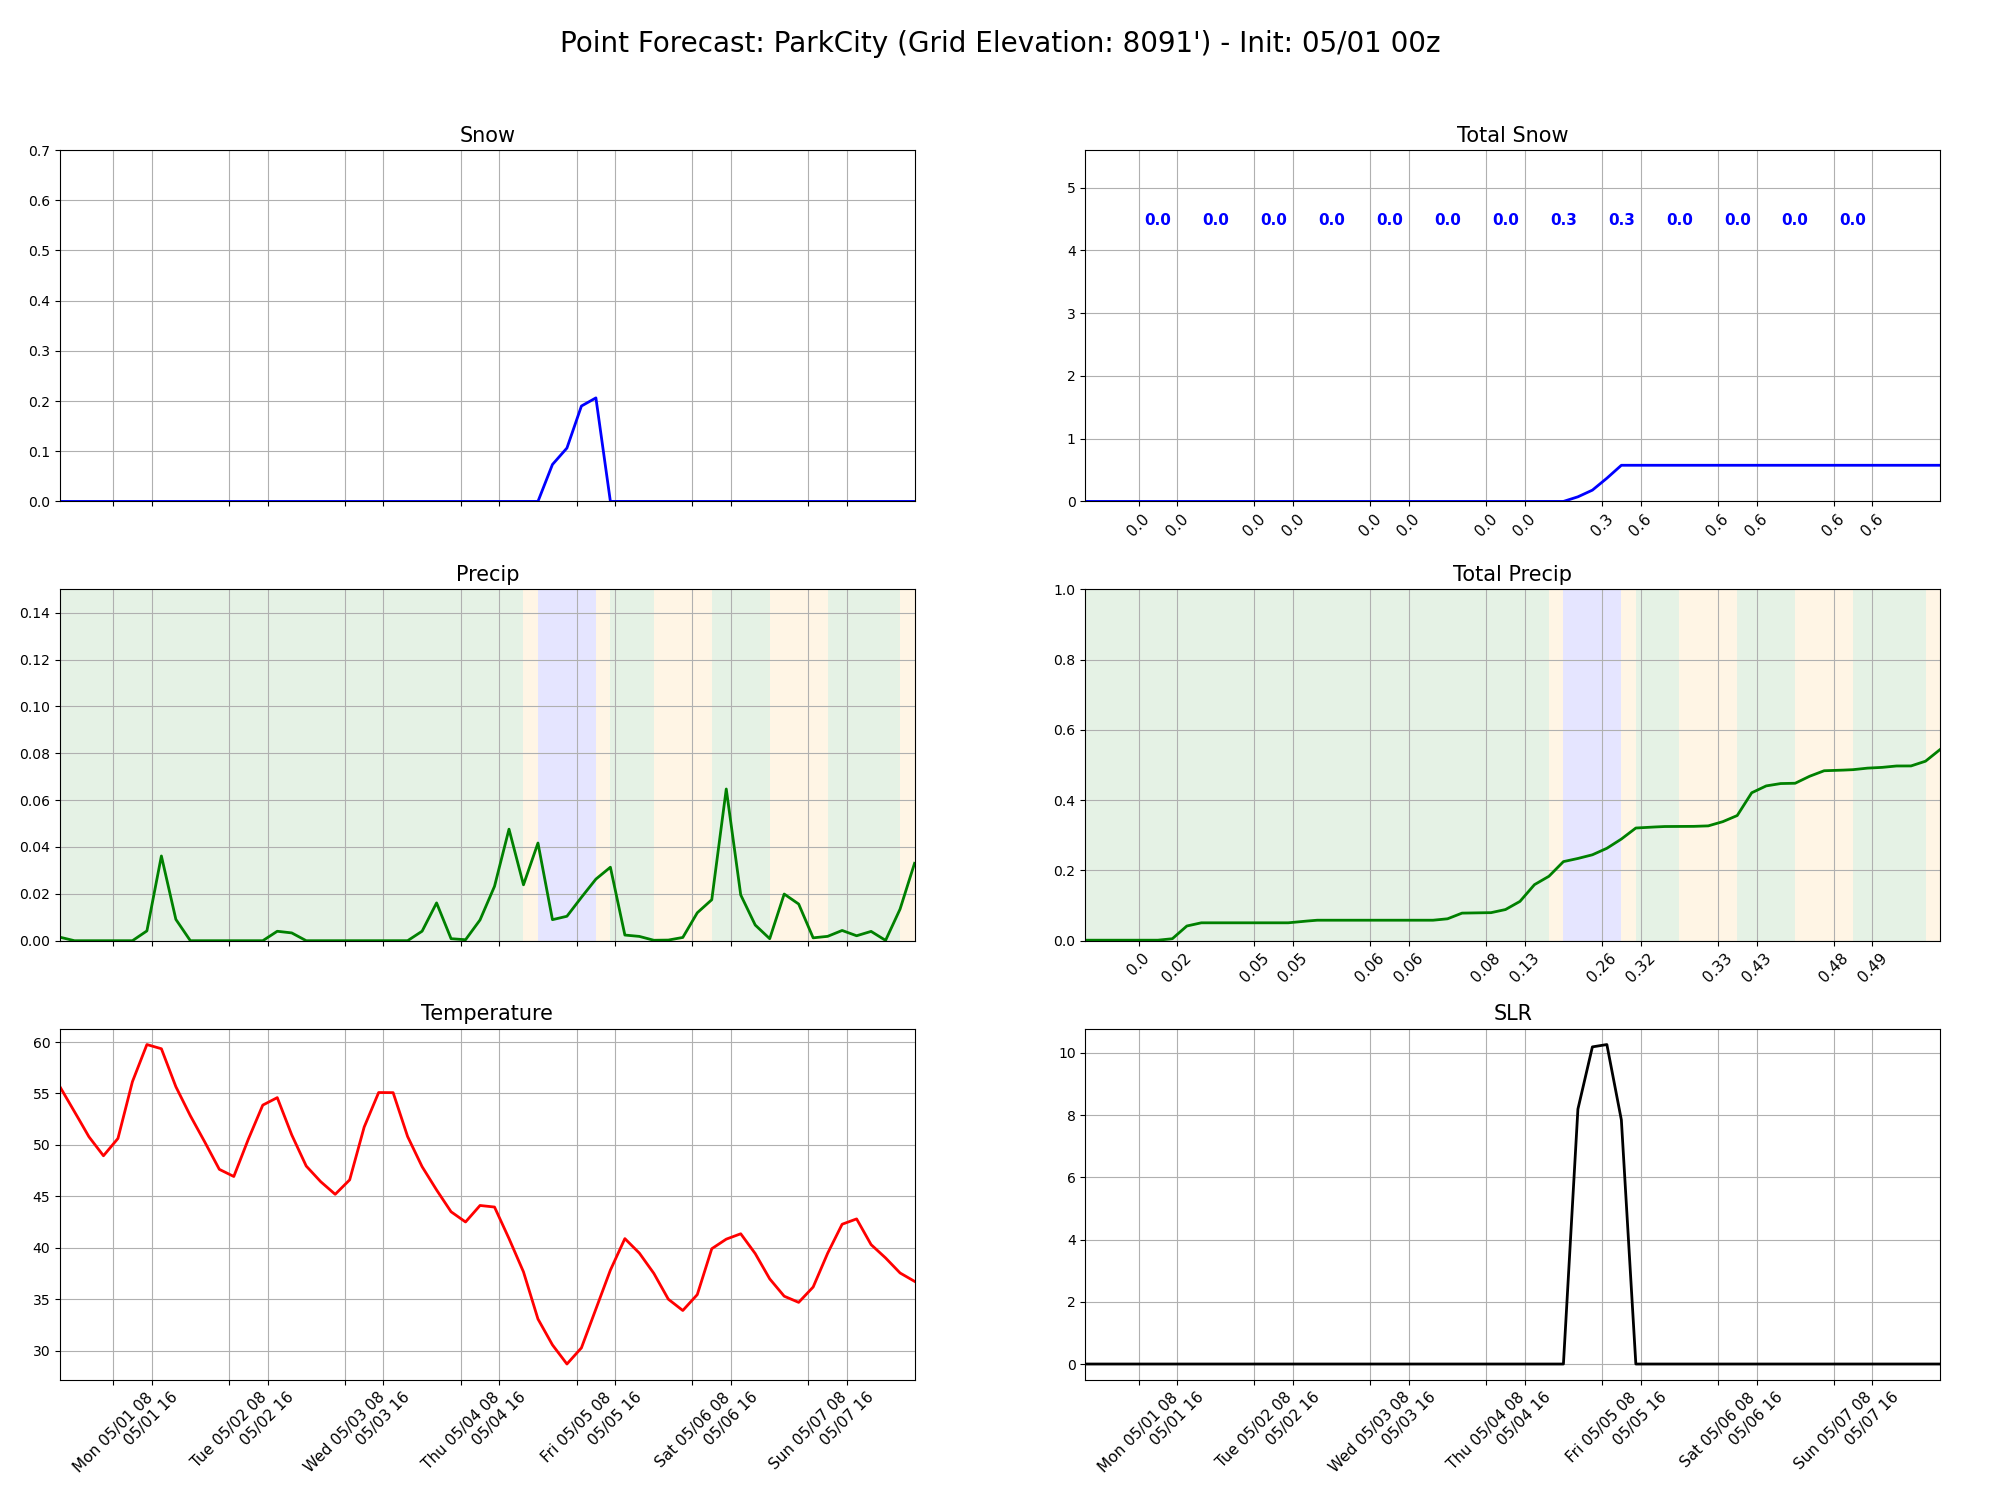 Point Forecast: ParkCity (Grid Elevation: 8091') - Init: 05/01 00z
Snow
0.7
0.6
0.5
0.4
0.3
0.2
0.1
0.0
Total Snow
5
4
3
2
1
0
0.0 0.0 0.0 0.0 0.0 0.0 0.0 0.3 0.3 0.0 0.0 0.0 0.0
0.0 0.0 0.0 0.0 0.0 0.0 0.0 0.0 0.3 0.6 0.6 0.6 0.6 0.6
Precip
0.14
0.12
0.10
0.08
0.06
0.04
0.02
0.00
Total Precip
1.0
0.8
0.6
0.4
0.2
0.0
0.0 0.02 0.05 0.05 0.06 0.06 0.08 0.13 0.26 0.32 0.33 0.43 0.48 0.49
Temperature
60
55
50
45
40
35
30
Mon 05/01 08
05/01 16
Tue 05/02 08
05/02 16
Wed 05/03 08
05/03 16
Thu 05/04 08
05/04 16
Fri 05/05 08
05/05 16
Sat 05/06 08
05/06 16
Sun 05/07 08
05/07 16
SLR
10
8
6
4
2
0
Mon 05/01 08
05/01 16
Tue 05/02 08
05/02 16
Wed 05/03 08
05/03 16
Thu 05/04 08
05/04 16
Fri 05/05 08
05/05 16
Sat 05/06 08
05/06 16
Sun 05/07 08
05/07 16